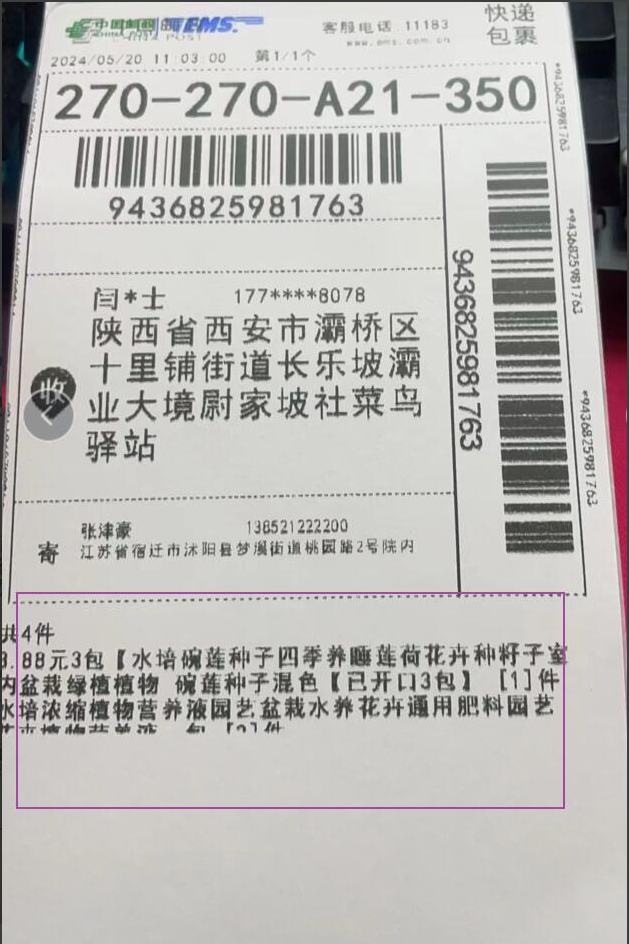 中国邮政 EMS
CHINA POST
客服电话 11183
www.ems.com.cn
快递
包裹
2024/05/20 11:03:00 第1/1个
270-270-A21-350
9436825981763
9436825981763
*9436825981763
*9436825981763
*9436825981763
闫*士 177****8078
陕西省西安市灞桥区
十里铺街道长乐坡灞
业大境尉家坡社菜鸟
驿站
收
张津豪 138521222200
寄 江苏省宿迁市沭阳县梦溪街道桃园路2号院内
共4件
.88元3包【水培碗莲种子四季养睡莲荷花卉种籽子室
内盆栽绿植植物 碗莲种子混色【已开口3包】 [1]件
水培浓缩植物营养液园艺盆栽水养花卉通用肥料园艺